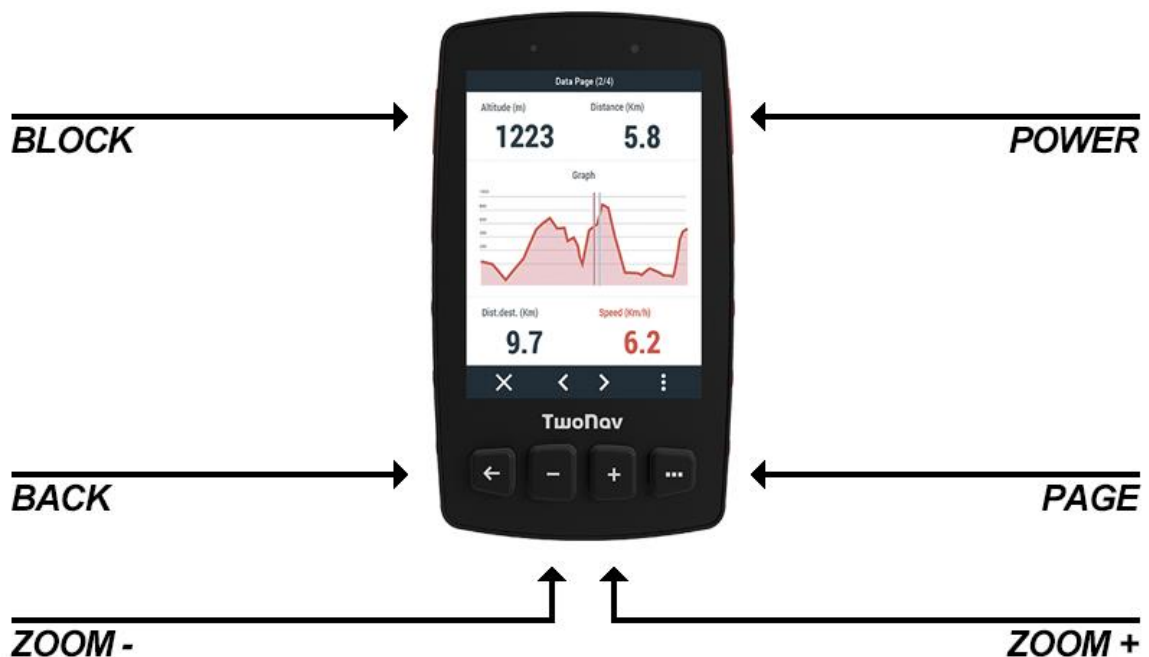 Data Page (2/4)
Altitude (m) Distance (Km)
BLOCK
POWER
1223 5.8
Graph
Dist.dest. (Km) Speed (Km/h)
9.7 6.2
TwoNav
BACK
PAGE
ZOOM -
ZOOM +